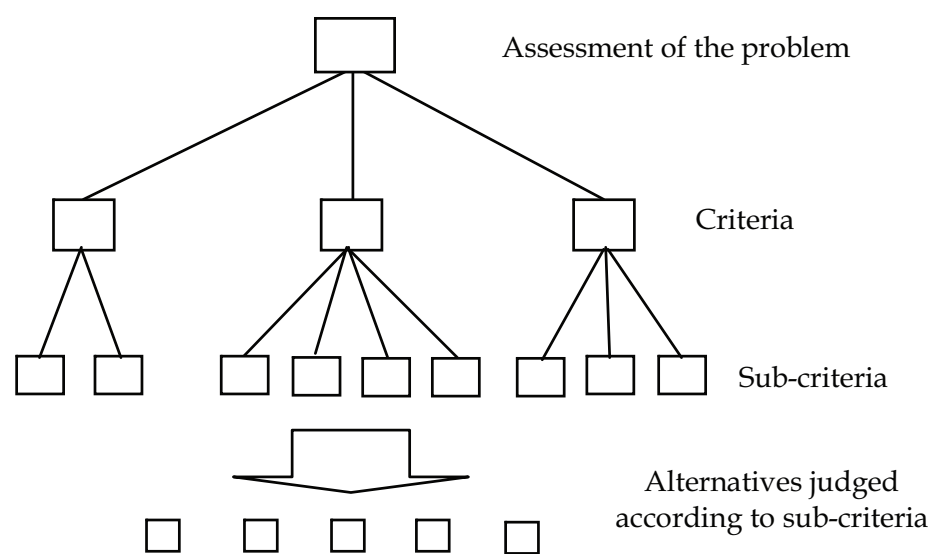 Assessment of the problem
Criteria
Sub-criteria
Alternatives judged
according to sub-criteria